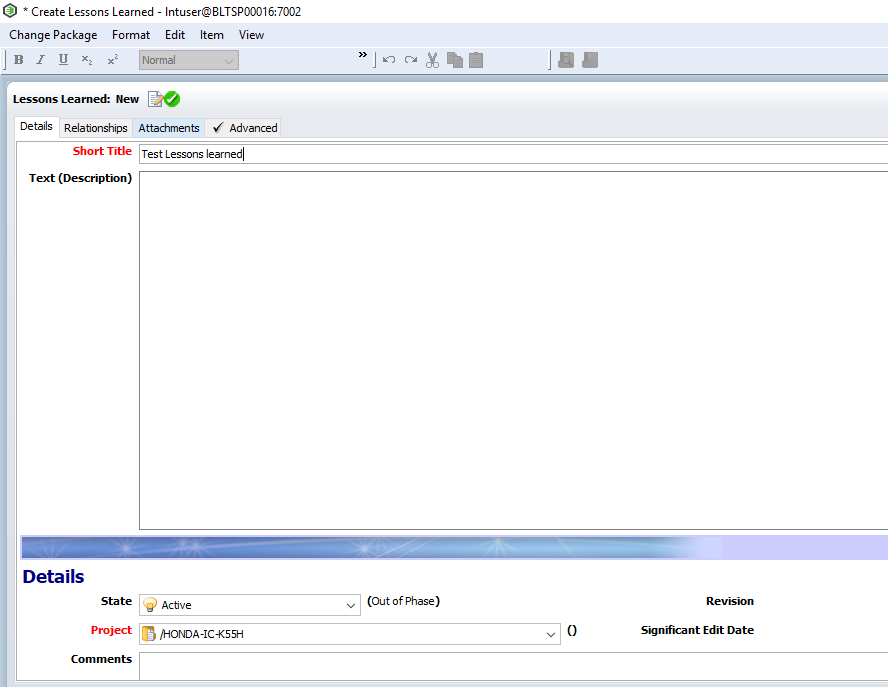 * Create Lessons Learned - Intuser@BLTSP00016:7002
Change Package Format Edit Item View
B I U x₂ x² Normal »
Lessons Learned: New
Details Relationships Attachments ✓ Advanced
Short Title Test Lessons learned
Text (Description)
Details
State Active (Out of Phase) Revision
Project /HONDA-IC-K55H () Significant Edit Date
Comments